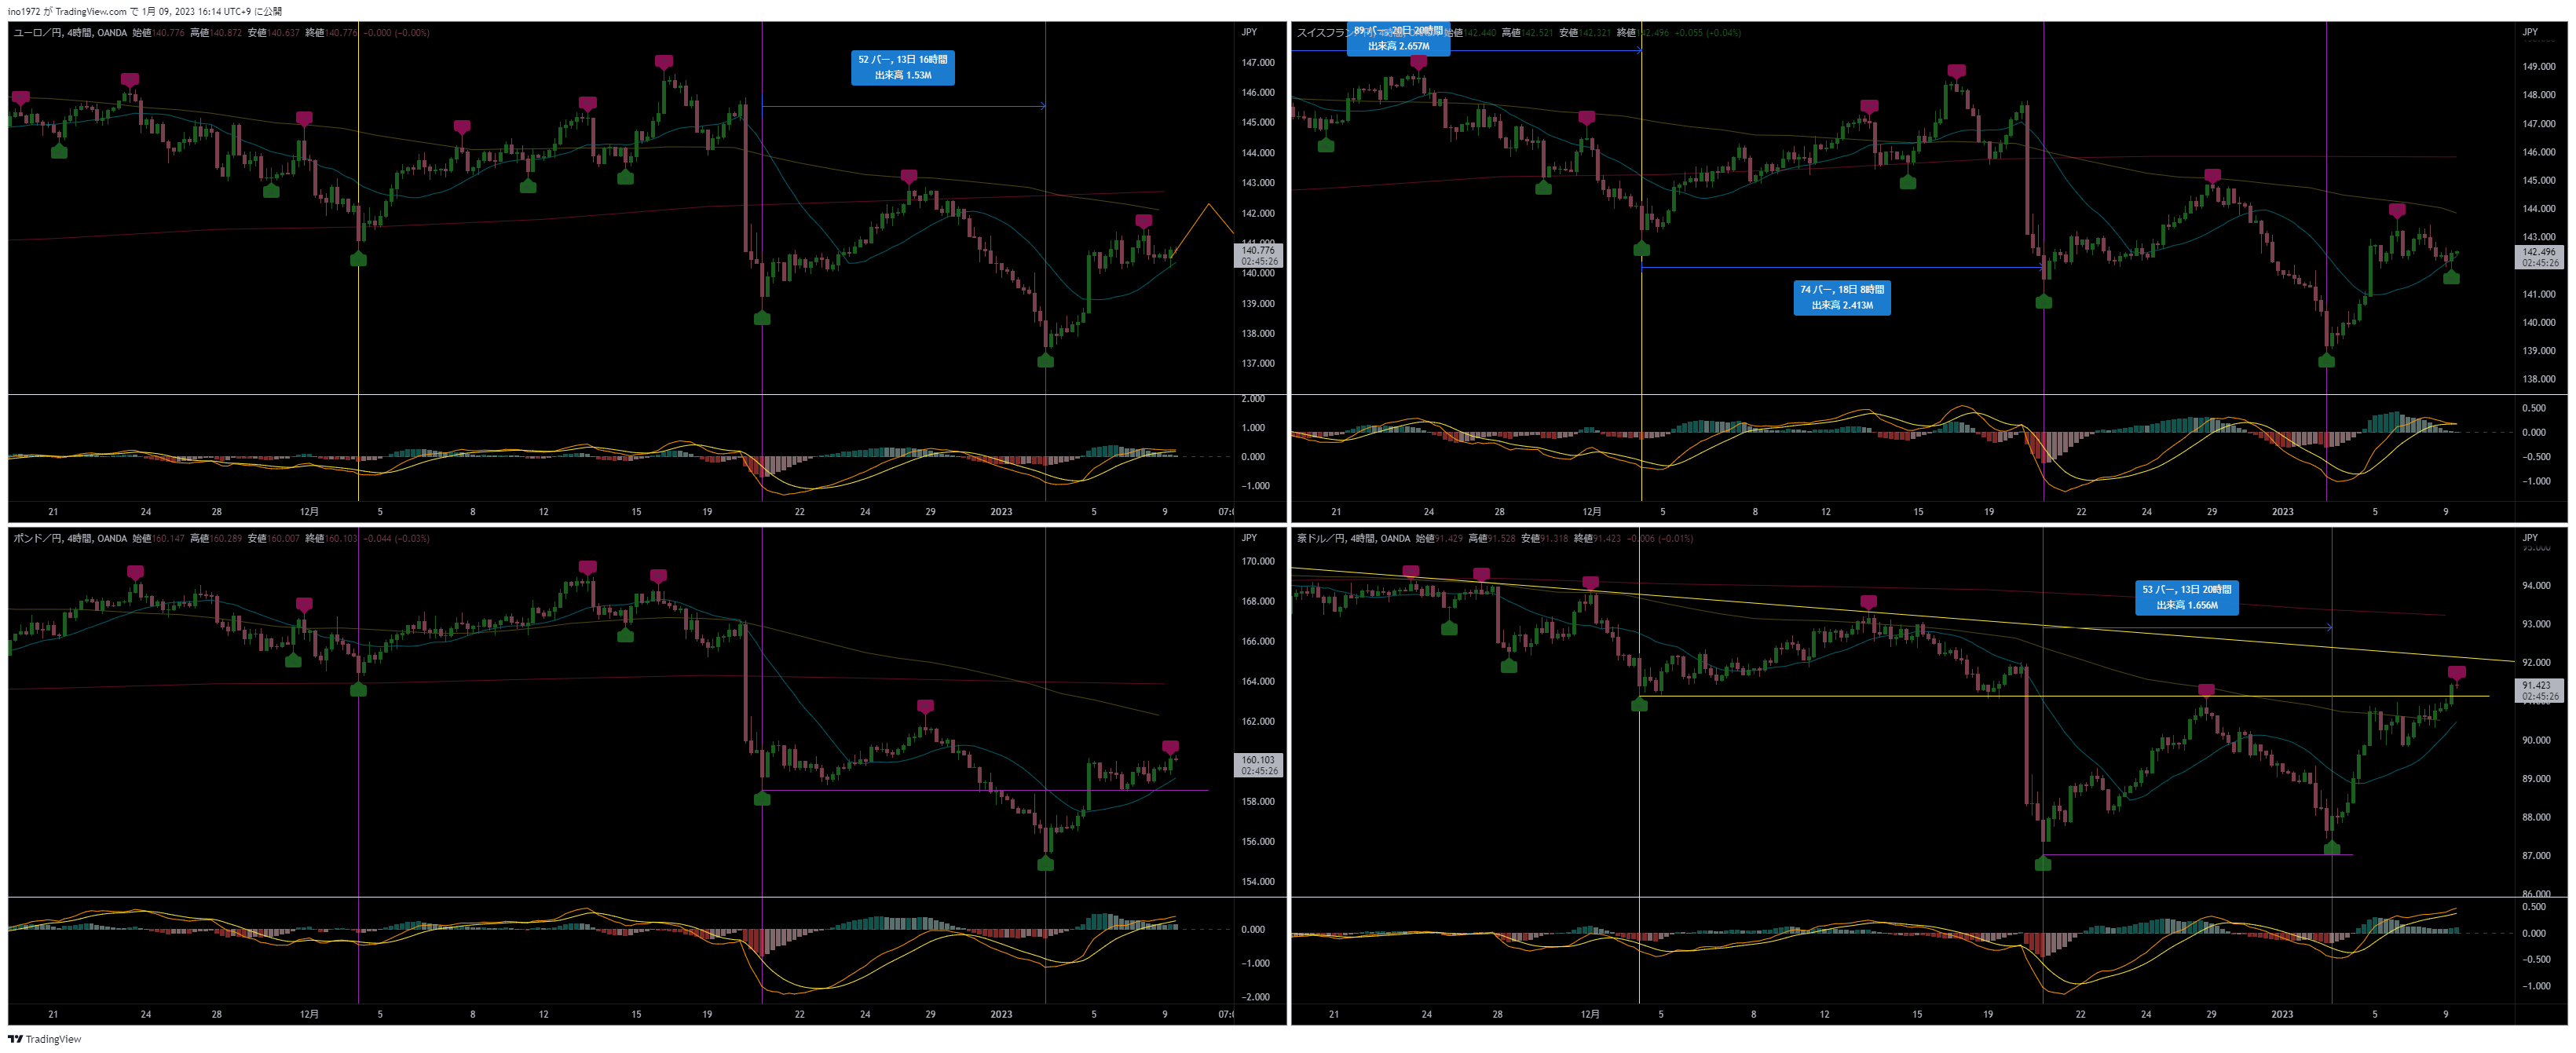 ino1972 が TradingView.com で 1月 09, 2023 16:14 UTC+9 に公開
ユーロ／円, 4時間, OANDA 始値140.776 高値140.872 安値140.637 終値140.776 −0.000 (−0.00%)
JPY
52 バー, 13日 16時間
出来高 1.53M
147.000
146.000
145.000
144.000
143.000
142.000
141.000
140.776
02:45:26
140.000
139.000
138.000
137.000
2.000
1.000
0.000
−1.000
21 24 28 12月 5 8 12 15 19 22 24 29 2023 5 9 07:0
スイスフラン 4時間 始値142.440 高値142.521 安値142.321 終値142.496 +0.055 (+0.04%)
JPY
89 バー, 20日 20時間
出来高 2.657M
74 バー, 18日 8時間
出来高 2.413M
149.000
148.000
147.000
146.000
145.000
144.000
143.000
142.496
02:45:26
141.000
140.000
139.000
138.000
0.500
0.000
−0.500
−1.000
21 24 28 12月 5 8 12 15 19 22 24 29 2023 5 9
ポンド／円, 4時間, OANDA 始値160.147 高値160.289 安値160.007 終値160.103 −0.044 (−0.03%)
JPY
170.000
168.000
166.000
164.000
162.000
160.103
02:45:26
158.000
156.000
154.000
0.000
−1.000
−2.000
21 24 28 12月 5 8 12 15 19 22 24 29 2023 5 9 07:0
豪ドル／円, 4時間, OANDA 始値91.429 高値91.528 安値91.318 終値91.423 −0.006 (−0.01%)
JPY
53 バー, 13日 20時間
出来高 1.656M
95.000
94.000
93.000
92.000
91.423
02:45:26
91.000
90.000
89.000
88.000
87.000
86.000
0.500
0.000
−0.500
−1.000
21 24 28 12月 5 8 12 15 19 22 24 29 2023 5 9
TradingView